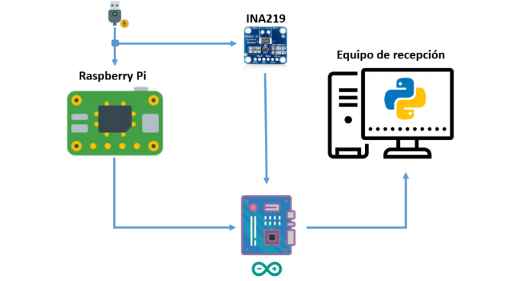 INA219
Equipo de recepción
Raspberry Pi